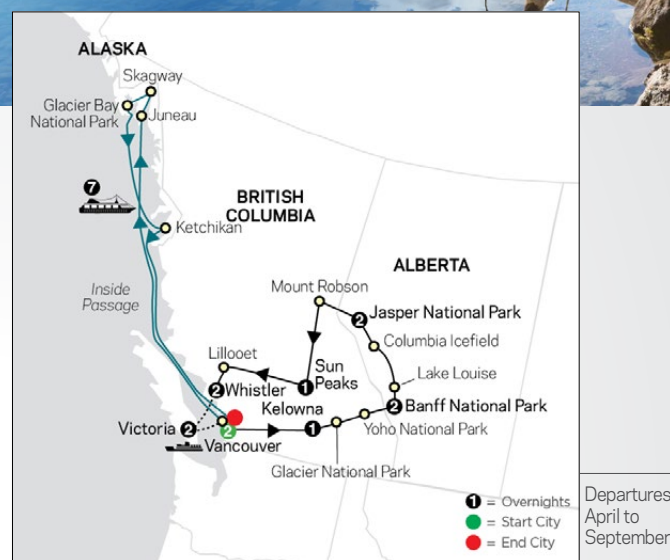 ALASKA
Skagway
Glacier Bay
National Park
Juneau
7
BRITISH
COLUMBIA
Ketchikan
ALBERTA
Inside
Passage
Mount Robson
2
Jasper National Park
Columbia Icefield
Lillooet
Sun
Peaks
1
Lake Louise
2
Whistler
Kelowna
2
Banff National Park
Victoria
2
2
Vancouver
1
Yoho National Park
Glacier National Park
1 = Overnights
= Start City
= End City
Departures
April to
September